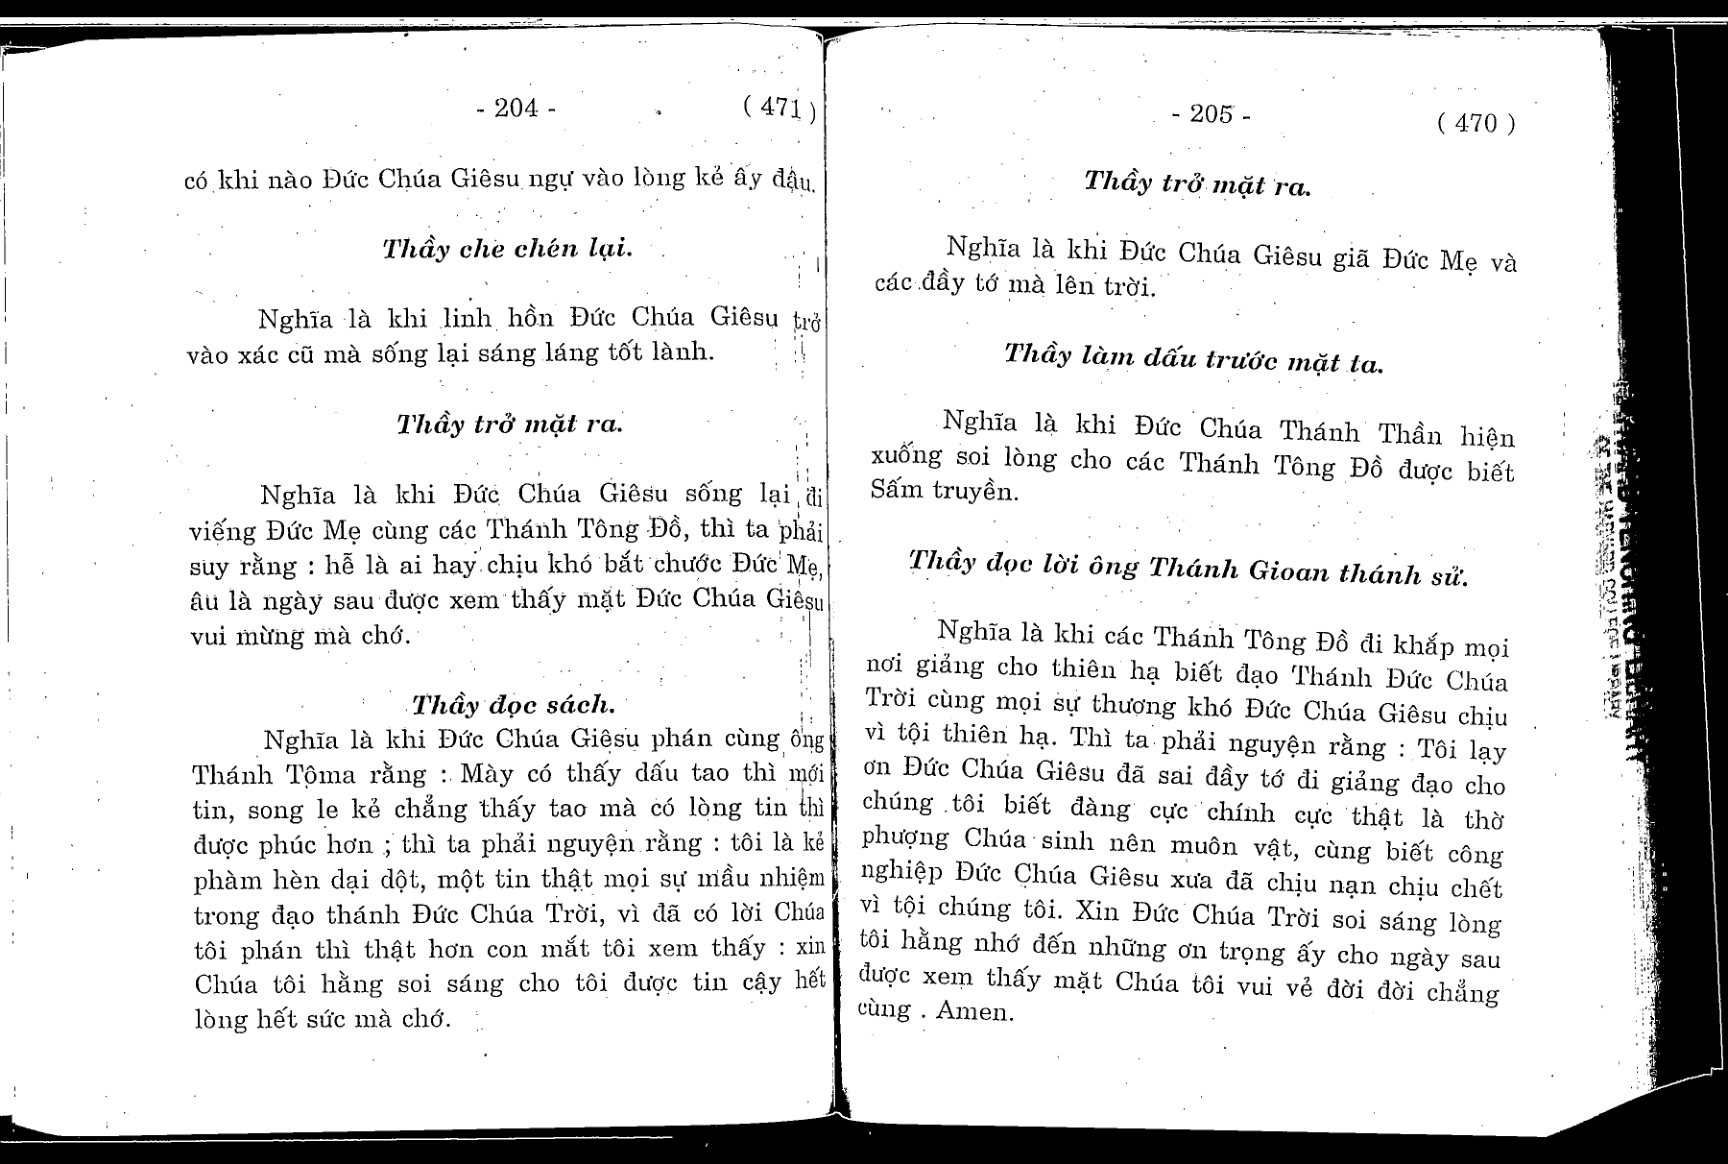 - 204 -
( 471 )
có khi nào Đức Chúa Giêsu ngự vào lòng kẻ ấy đâu.
Thầy che chén lại.
Nghĩa là khi linh hồn Đức Chúa Giêsu trở
vào xác cũ mà sống lại sáng láng tốt lành.
Thầy trở mặt ra.
Nghĩa là khi Đức Chúa Giêsu sống lại đi
viếng Đức Mẹ cùng các Thánh Tông Đồ, thì ta phải
suy rằng : hễ là ai hay chịu khó bắt chước Đức Mẹ,
âu là ngày sau được xem thấy mặt Đức Chúa Giêsu
vui mừng mà chớ.
Thầy đọc sách.
Nghĩa là khi Đức Chúa Giêsu phán cùng ông
Thánh Tôma rằng : Mày có thấy dấu tao thì mới
tin, song le kẻ chẳng thấy tao mà có lòng tin thì
được phúc hơn ; thì ta phải nguyện rằng : tôi là kẻ
phàm hèn dại dột, một tin thật mọi sự mầu nhiệm
trong đạo thánh Đức Chúa Trời, vì đã có lời Chúa
tôi phán thì thật hơn con mắt tôi xem thấy : xin
Chúa tôi hằng soi sáng cho tôi được tin cậy hết
lòng hết sức mà chớ.
- 205 -
( 470 )
Thầy trở mặt ra.
Nghĩa là khi Đức Chúa Giêsu giã Đức Mẹ và
các đầy tớ mà lên trời.
Thầy làm dấu trước mặt ta.
Nghĩa là khi Đức Chúa Thánh Thần hiện
xuống soi lòng cho các Thánh Tông Đồ được biết
Sấm truyền.
Thầy đọc lời ông Thánh Gioan thánh sử.
Nghĩa là khi các Thánh Tông Đồ đi khắp mọi
nơi giảng cho thiên hạ biết đạo Thánh Đức Chúa
Trời cùng mọi sự thương khó Đức Chúa Giêsu chịu
vì tội thiên hạ. Thì ta phải nguyện rằng : Tôi lạy
ơn Đức Chúa Giêsu đã sai đầy tớ đi giảng đạo cho
chúng tôi biết đàng cực chính cực thật là thờ
phượng Chúa sinh nên muôn vật, cùng biết công
nghiệp Đức Chúa Giêsu xưa đã chịu nạn chịu chết
vì tội chúng tôi. Xin Đức Chúa Trời soi sáng lòng
tôi hằng nhớ đến những ơn trọng ấy cho ngày sau
được xem thấy mặt Chúa tôi vui vẻ đời đời chẳng
cùng . Amen.